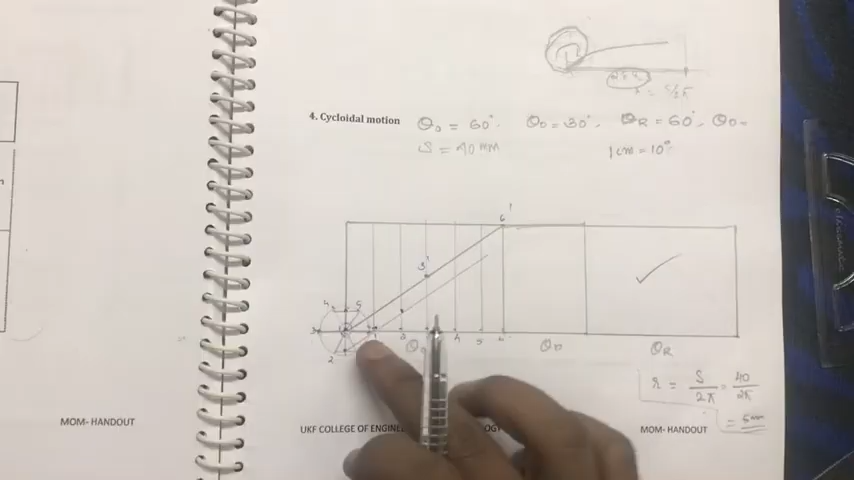 4. Cycloidal motion θo = 60° θD = 30°. θR = 60°. θD =
S = 40 mm 1cm = 10°
6'
3'
4 5
3
2
1 2 4 5 6
θD θR
r = S/2π = 40/2π
= 6mm
MOM- HANDOUT UKF COLLEGE OF ENGINE OLOGY MOM- HANDOUT